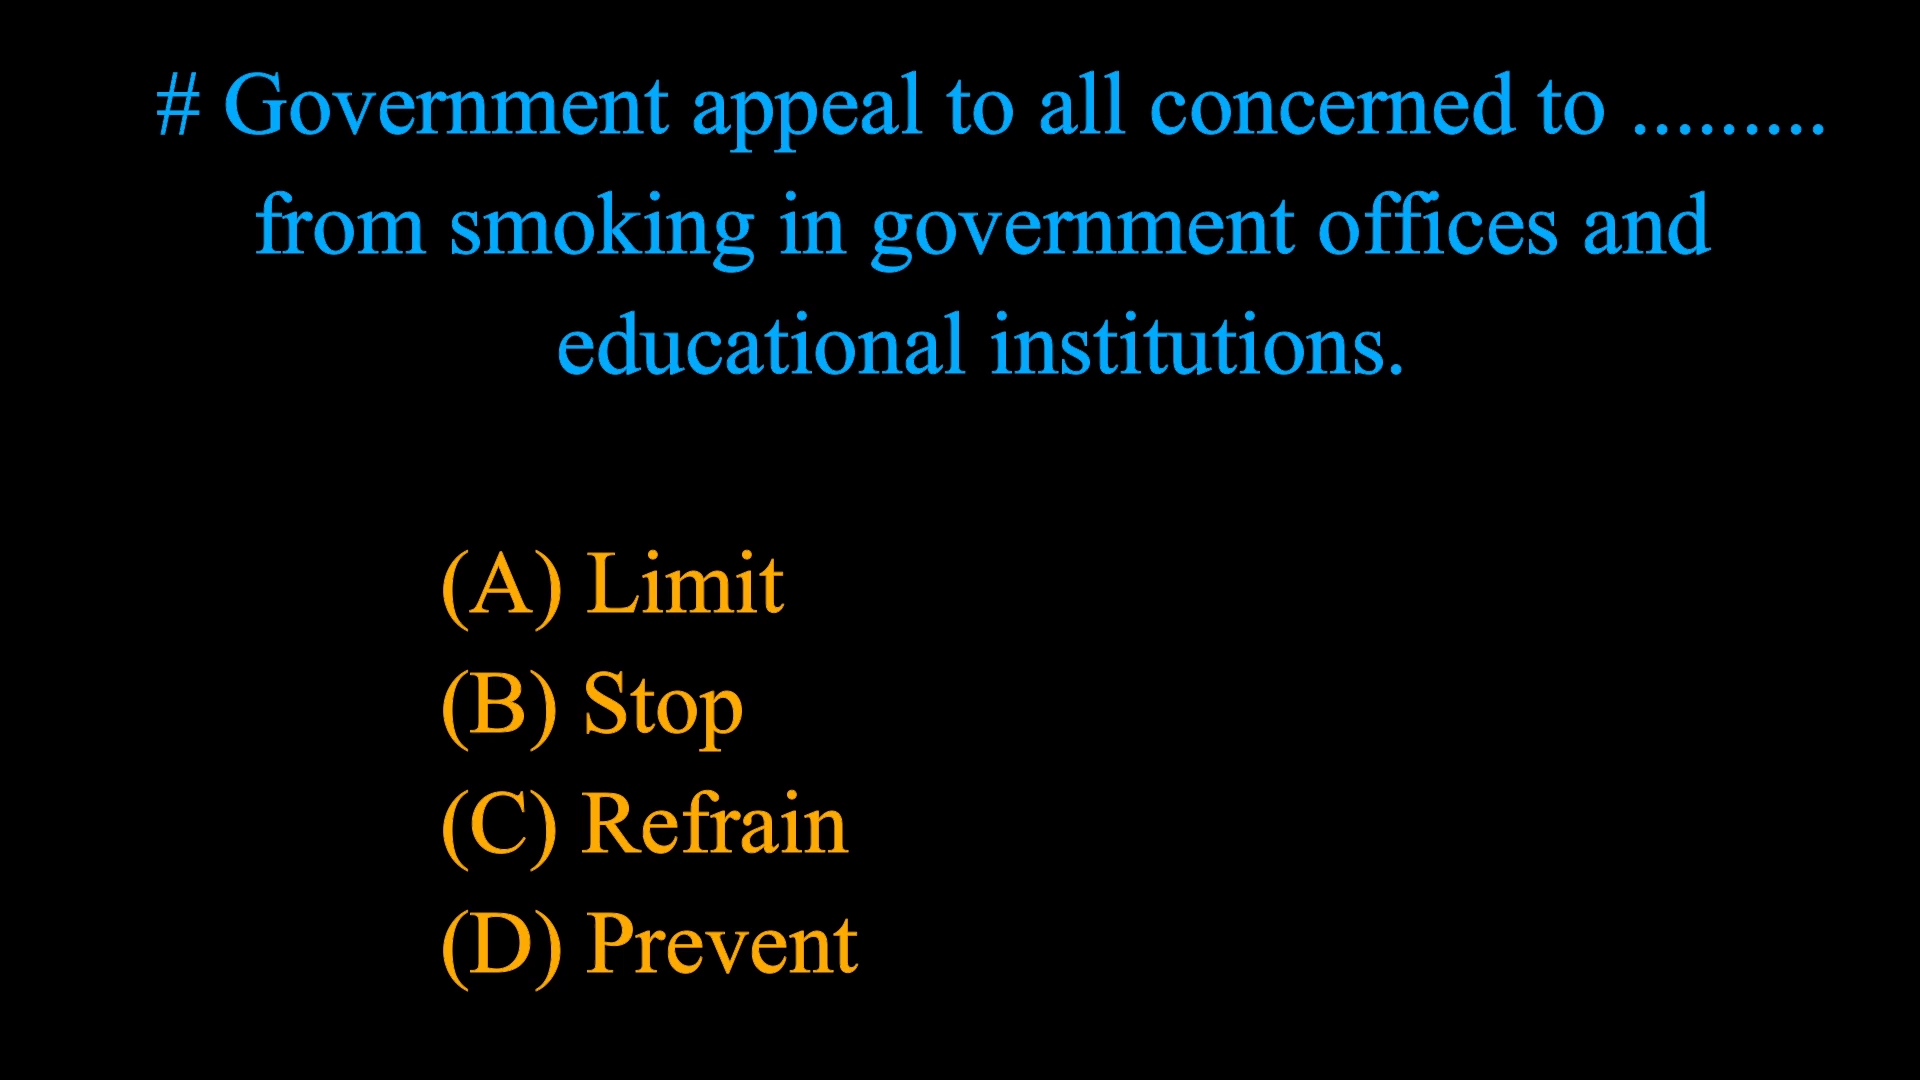 # Government appeal to all concerned to .........
from smoking in government offices and
educational institutions.
(A) Limit
(B) Stop
(C) Refrain
(D) Prevent